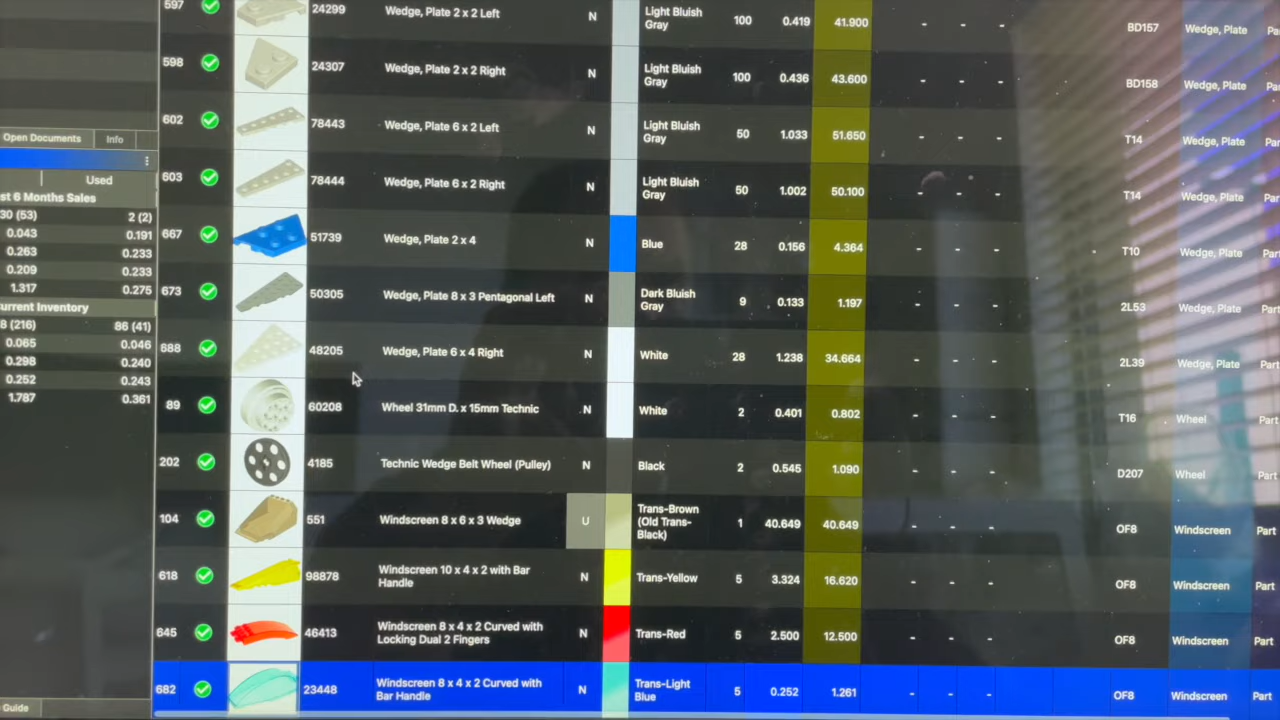 597 24299 Wedge, Plate 2 x 2 Left N Light Bluish Gray 100 0.419 41.900 - - - BD157 Wedge, Plate
598 24307 Wedge, Plate 2 x 2 Right N Light Bluish Gray 100 0.436 43.600 - - - BD158 Wedge, Plate Par
602 78443 Wedge, Plate 6 x 2 Left N Light Bluish Gray 50 1.033 51.650 - - - T14 Wedge, Plate Par
603 78444 Wedge, Plate 6 x 2 Right N Light Bluish Gray 50 1.002 50.100 - - - T14 Wedge, Plate Par
667 51739 Wedge, Plate 2 x 4 N Blue 28 0.156 4.364 - - - T10 Wedge, Plate Part
673 50305 Wedge, Plate 8 x 3 Pentagonal Left N Dark Bluish Gray 9 0.133 1.197 - - - 2L53 Wedge, Plate Part
688 48205 Wedge, Plate 6 x 4 Right N White 28 1.238 34.664 - - - 2L39 Wedge, Plate Part
89 60208 Wheel 31mm D. x 15mm Technic N White 2 0.401 0.802 - - - T16 Wheel Part
202 4185 Technic Wedge Belt Wheel (Pulley) N Black 2 0.545 1.090 - - - D207 Wheel Part
104 551 Windscreen 8 x 6 x 3 Wedge U Trans-Brown (Old Trans-Black) 1 40.649 40.649 - - - OF8 Windscreen Part
618 98878 Windscreen 10 x 4 x 2 with Bar Handle N Trans-Yellow 5 3.324 16.620 - - - OF8 Windscreen Part
645 46413 Windscreen 8 x 4 x 2 Curved with Locking Dual 2 Fingers N Trans-Red 5 2.500 12.500 - - - OF8 Windscreen Part
682 23448 Windscreen 8 x 4 x 2 Curved with Bar Handle N Trans-Light Blue 5 0.252 1.261 - - - OF8 Windscreen Part
Open Documents Info
Used
st 6 Months Sales
30 (53) 2 (2)
0.043 0.191
0.263 0.233
0.209 0.233
1.317 0.275
urrent Inventory
8 (216) 86 (41)
0.065 0.046
0.298 0.240
0.252 0.243
1.787 0.361
Guide